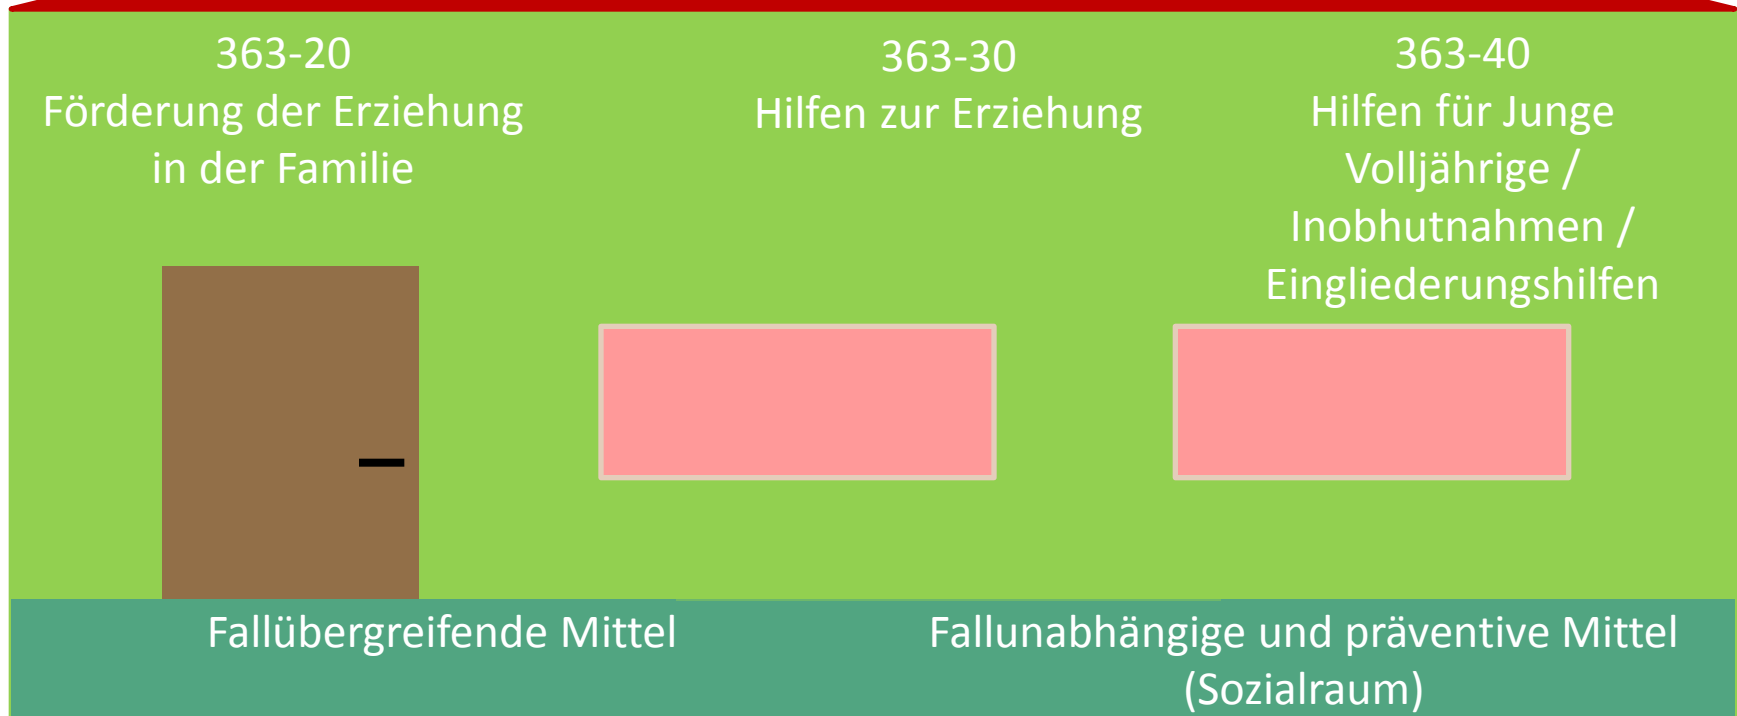 363-20
Förderung der Erziehung
in der Familie
363-30
Hilfen zur Erziehung
363-40
Hilfen für Junge
Volljährige /
Inobhutnahmen /
Eingliederungshilfen
Fallübergreifende Mittel
Fallunabhängige und präventive Mittel
(Sozialraum)